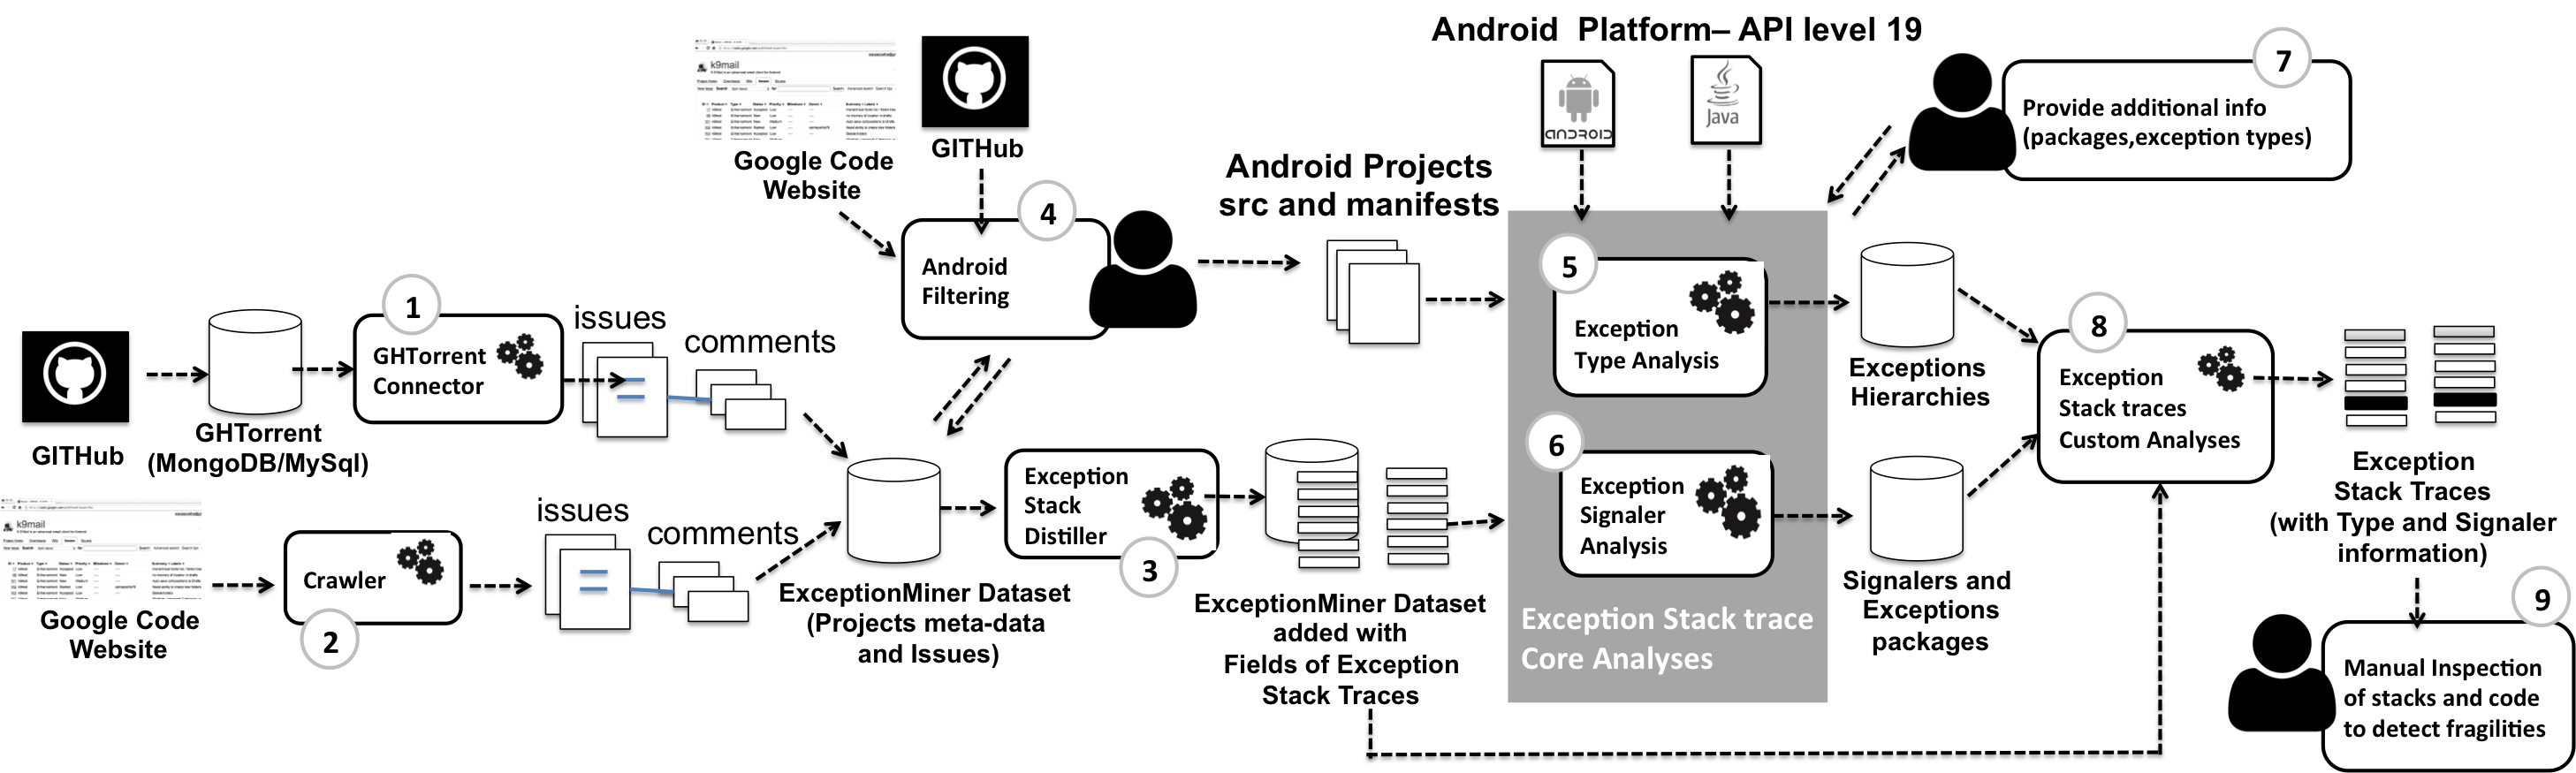 Android  Platform– API level 19
7
Provide additional info
(packages,exception types)
k9mail
GITHub
Google Code
Website
ANDROID
Java
Android Projects
src and manifests
4
Android
Filtering
1
GHTorrent
Connector
issues
comments
GITHub
GHTorrent
(MongoDB/MySql)
5
Exception
Type Analysis
Exceptions
Hierarchies
8
Exception
Stack traces
Custom Analyses
6
Exception
Signaler
Analysis
Exception Stack trace
Core Analyses
Signalers and
Exceptions
packages
Exception
Stack Traces
(with Type and Signaler
information)
k9mail
Google Code
Website
Crawler
2
issues
comments
ExceptionMiner Dataset
(Projects meta-data
and Issues)
Exception
Stack
Distiller
3
ExceptionMiner Dataset
added with
Fields of Exception
Stack Traces
9
Manual Inspection
of stacks and code
to detect fragilities